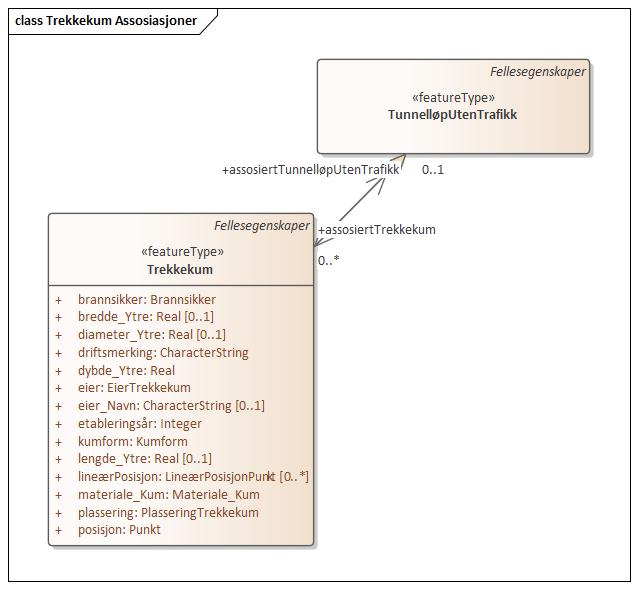 class Trekkekum Assosiasjoner
Fellesegenskaper
«featureType»
TunnelløpUtenTrafikk
+assosiertTunnelløpUtenTrafikk
0..1
+assosiertTrekkekum
0..*
Fellesegenskaper
«featureType»
Trekkekum
+ brannsikker: Brannsikker
+ bredde_Ytre: Real [0..1]
+ diameter_Ytre: Real [0..1]
+ driftsmerking: CharacterString
+ dybde_Ytre: Real
+ eier: EierTrekkekum
+ eier_Navn: CharacterString [0..1]
+ etableringsår: Integer
+ kumform: Kumform
+ lengde_Ytre: Real [0..1]
+ lineærPosisjon: LineærPosisjonPunkt [0..*]
+ materiale_Kum: Materiale_Kum
+ plassering: PlasseringTrekkekum
+ posisjon: Punkt